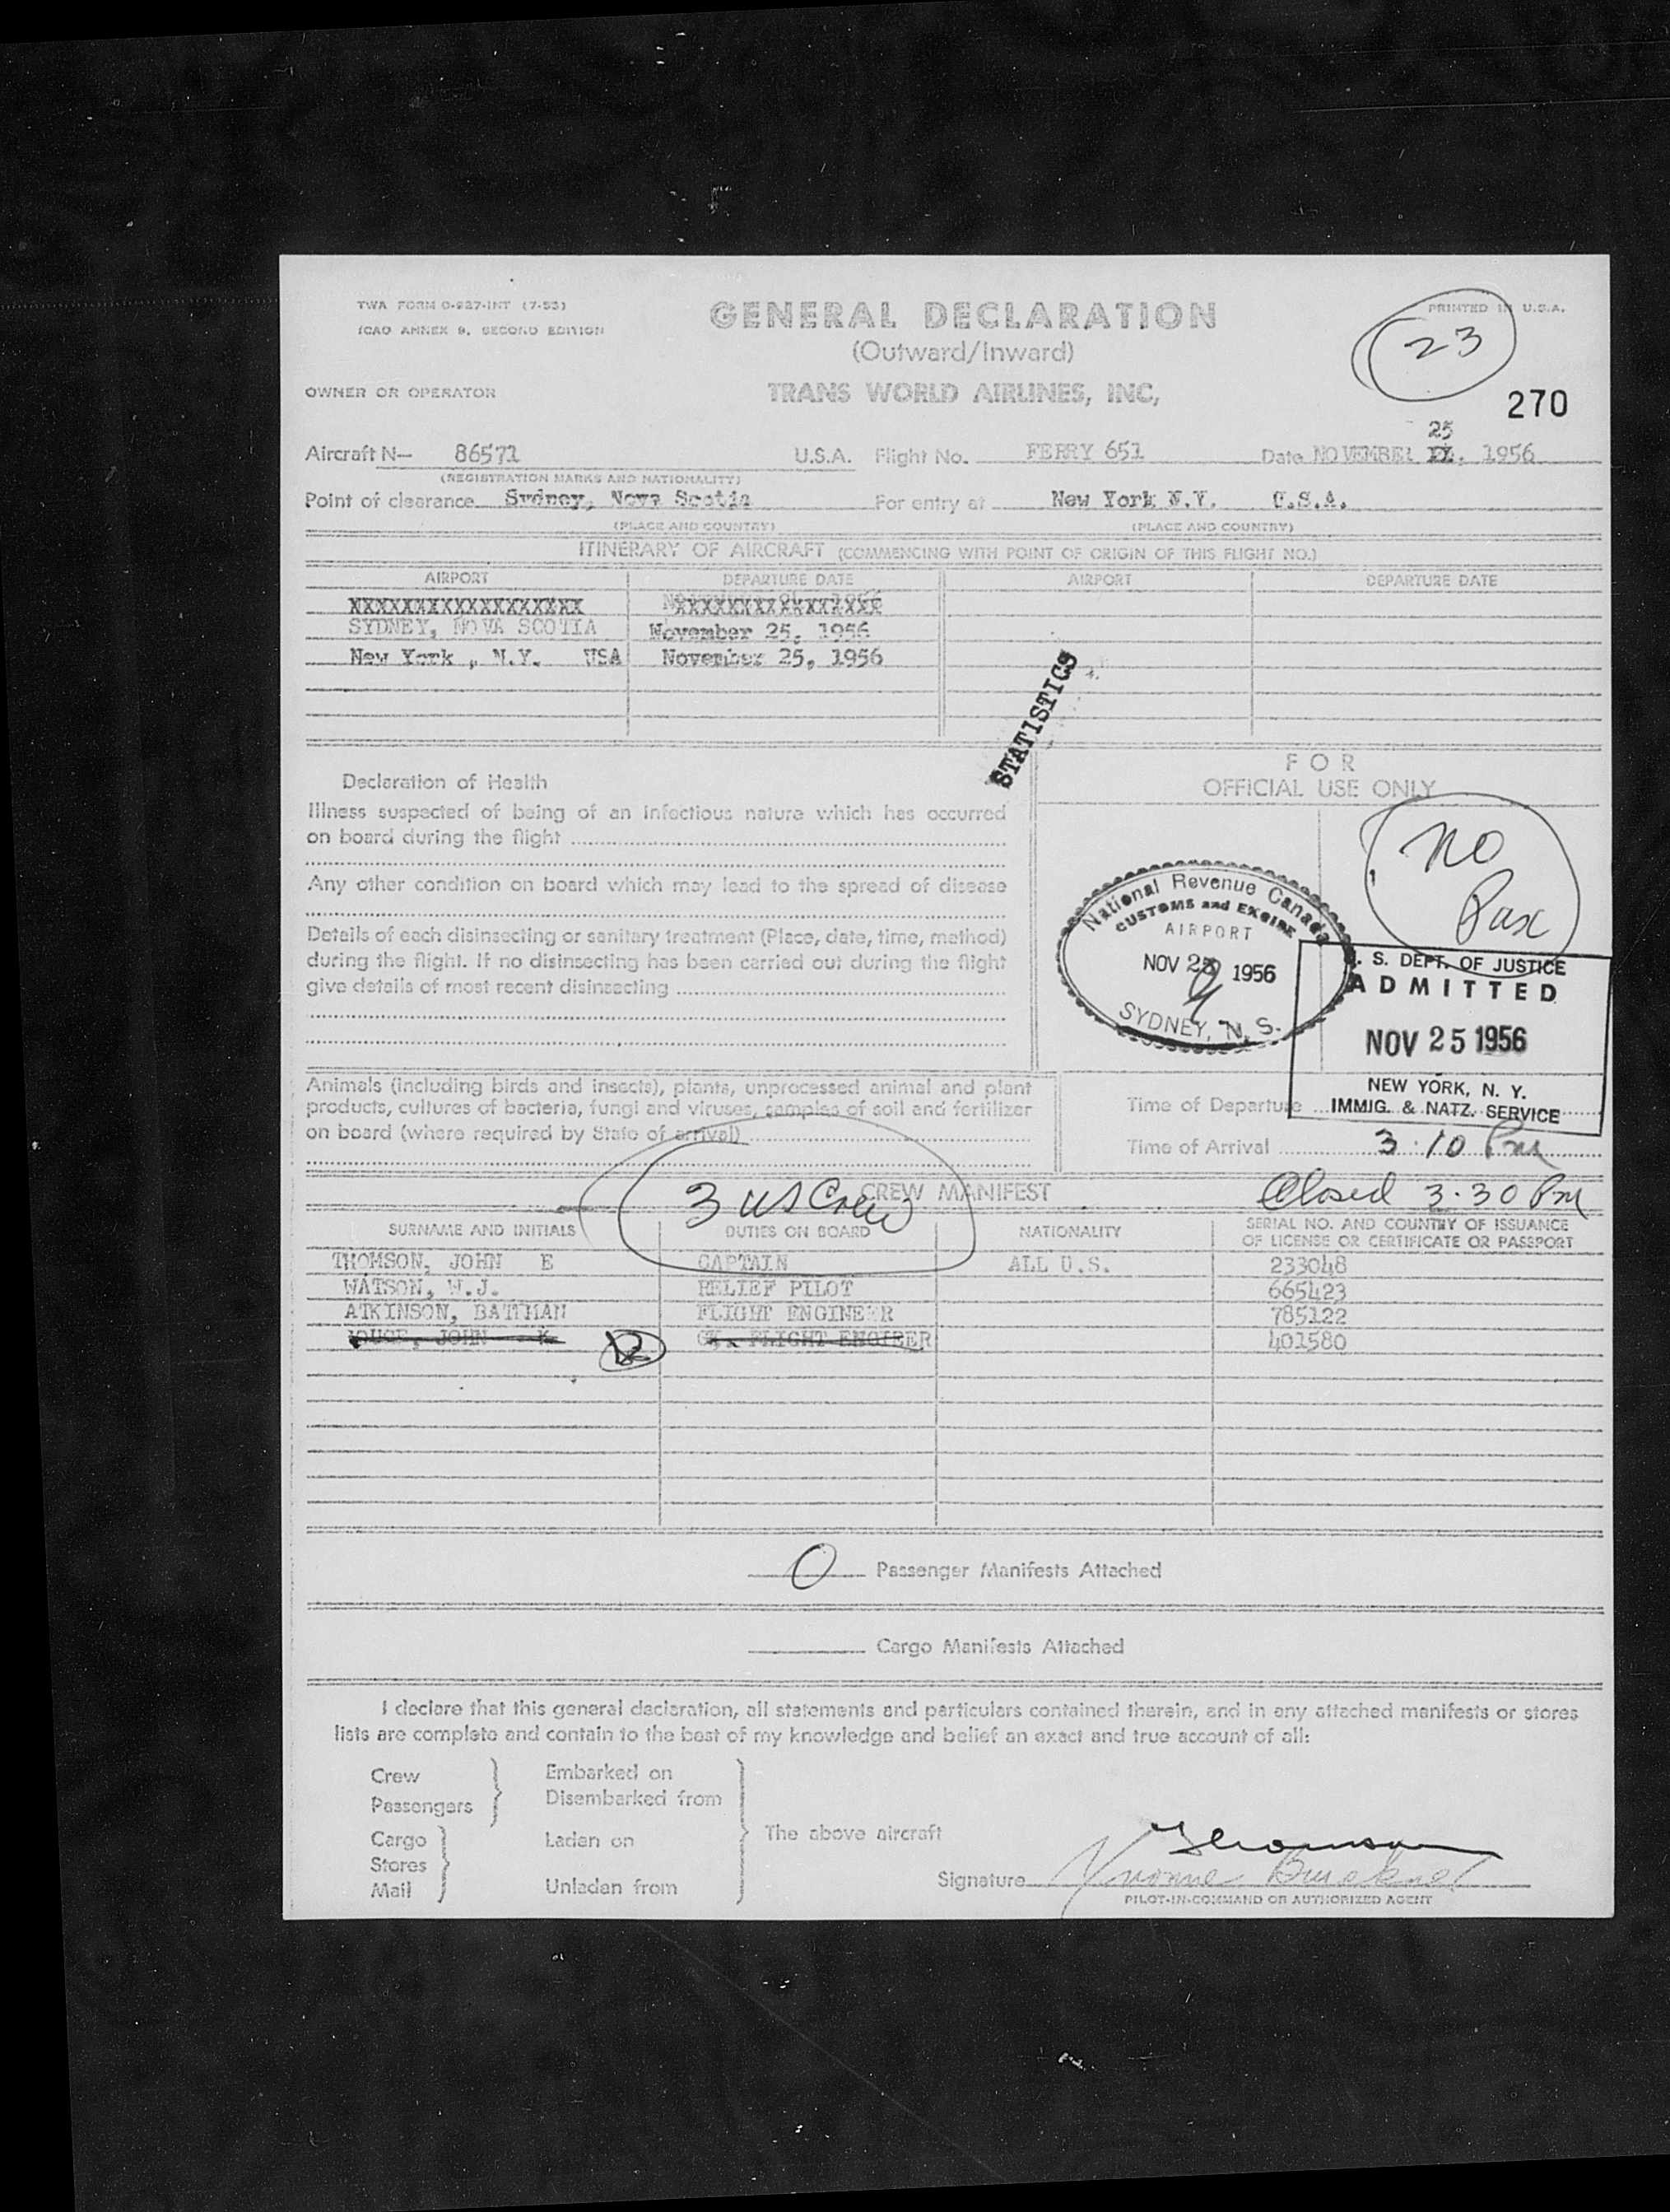 TWA FORM O-927-INT (7-53)
ICAO ANNEX 9, SECOND EDITION
GENERAL DECLARATION
(Outward/Inward)
PRINTED IN U.S.A.
23
OWNER OR OPERATOR
TRANS WORLD AIRLINES, INC,
270
Aircraft N— 86571 U.S.A. Flight No. FERRY 651 Date NOVEMBER 25, 1956
(REGISTRATION MARKS AND NATIONALITY)
Point of clearance Sydney, Nova Scotia For entry at New York N.Y. U.S.A.
(PLACE AND COUNTRY) (PLACE AND COUNTRY)
ITINERARY OF AIRCRAFT (COMMENCING WITH POINT OF ORIGIN OF THIS FLIGHT NO.)
AIRPORT DEPARTURE DATE AIRPORT DEPARTURE DATE
SYDNEY, NOVA SCOTIA November 25, 1956
New York , N.Y. USA November 25, 1956
STATISTICS
Declaration of Health
Illness suspected of being of an infectious nature which has occurred
on board during the flight
Any other condition on board which may lead to the spread of disease
Details of each disinsecting or sanitary treatment (Place, date, time, method)
during the flight. If no disinsecting has been carried out during the flight
give details of most recent disinsecting
FOR
OFFICIAL USE ONLY
no
Pax
National Revenue Canada
CUSTOMS and EXCISE
AIRPORT
NOV 25 1956
SYDNEY, N. S.
S. DEPT. OF JUSTICE
ADMITTED
NOV 25 1956
NEW YORK, N. Y.
IMMIG. & NATZ. SERVICE
Animals (including birds and insects), plants, unprocessed animal and plant
products, cultures of bacteria, fungi and viruses, samples of soil and fertilizer
on board (where required by State of arrival)
Time of Departure
Time of Arrival 3:10 Pm
Closed 3.30 Pm
3 US Crew
CREW MANIFEST
SURNAME AND INITIALS DUTIES ON BOARD NATIONALITY SERIAL NO. AND COUNTRY OF ISSUANCE
OF LICENSE OR CERTIFICATE OR PASSPORT
THOMSON, JOHN E CAPTAIN ALL U.S. 233048
WATSON, W.J. RELIEF PILOT 665423
ATKINSON, BATTMAN FLIGHT ENGINEER 785122
JOHN K FLIGHT ENGINEER 401580
0 Passenger Manifests Attached
Cargo Manifests Attached
I declare that this general declaration, all statements and particulars contained therein, and in any attached manifests or stores
lists are complete and contain to the best of my knowledge and belief an exact and true account of all:
Crew Embarked on
Passengers Disembarked from
Cargo Laden on The above aircraft
Stores
Mail Unladen from
Thomson
Signature Yvonne
PILOT-IN-COMMAND OR AUTHORIZED AGENT